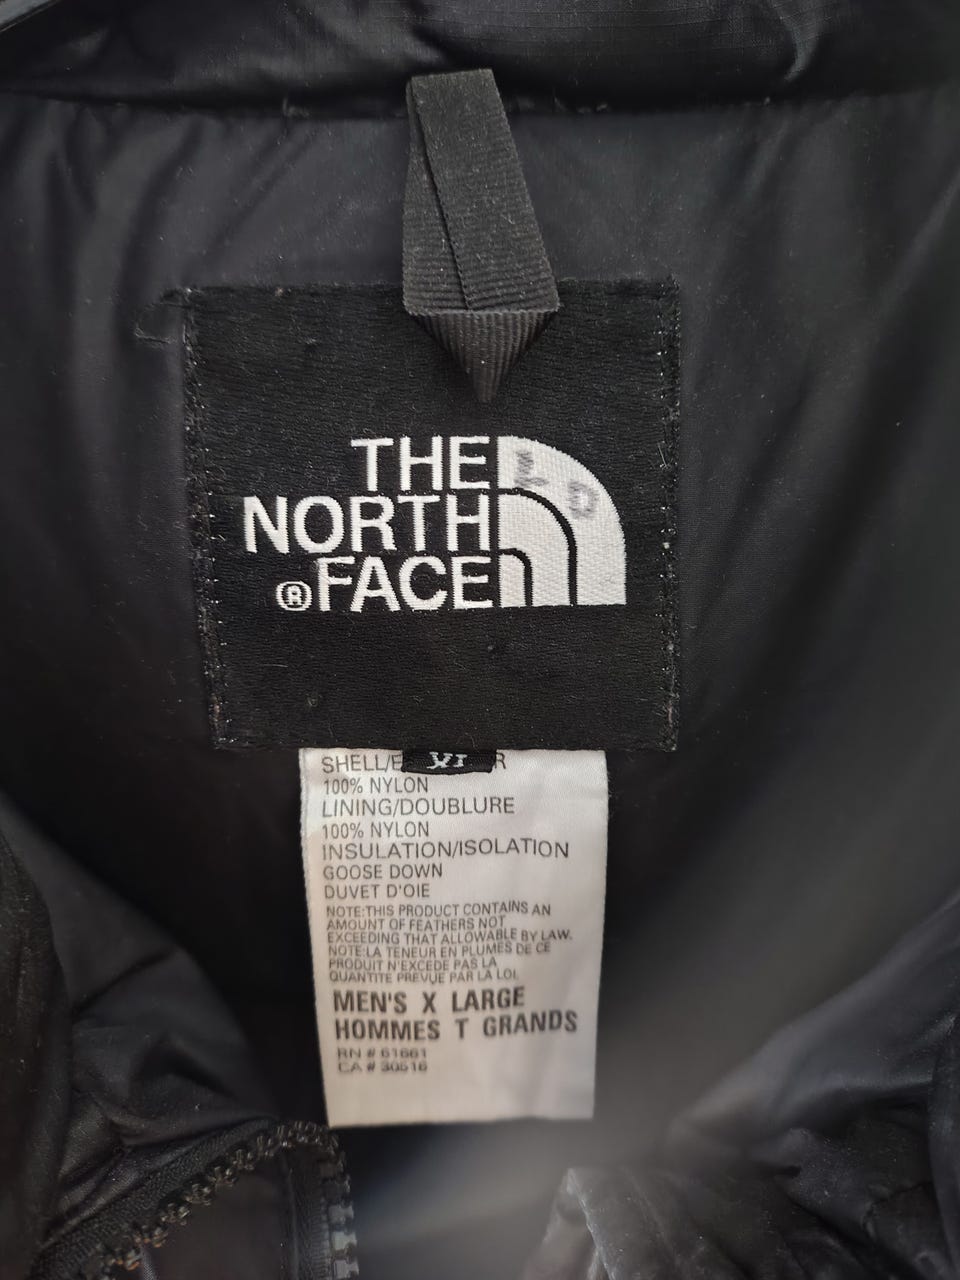 THE
NORTH
® FACE
XL
SHELL/E R
100% NYLON
LINING/DOUBLURE
100% NYLON
INSULATION/ISOLATION
GOOSE DOWN
DUVET D'OIE
NOTE:THIS PRODUCT CONTAINS AN
AMOUNT OF FEATHERS NOT
EXCEEDING THAT ALLOWABLE BY LAW.
NOTE:LA TENEUR EN PLUMES DE CE
PRODUIT N'EXCEDE PAS LA
QUANTITE PREVUE PAR LA LOI.
MEN'S X LARGE
HOMMES T GRANDS
RN # 61661
CA # 30516